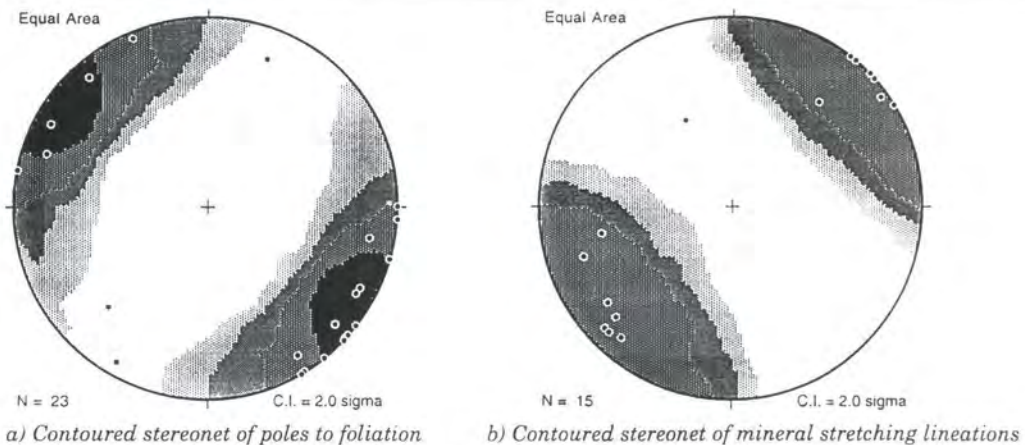 Equal Area
N = 23
C.I. = 2.0 sigma
a) Contoured stereonet of poles to foliation
Equal Area
N = 15
C.I. = 2.0 sigma
b) Contoured stereonet of mineral stretching lineations